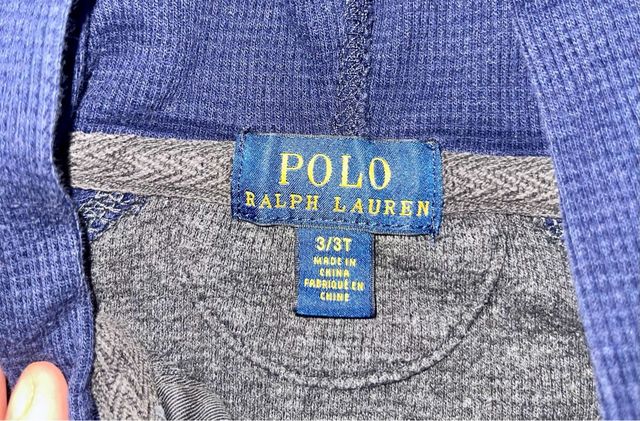 POLO
RALPH LAUREN
3/3T
MADE IN
CHINA
FABRIQUÉ EN
CHINE